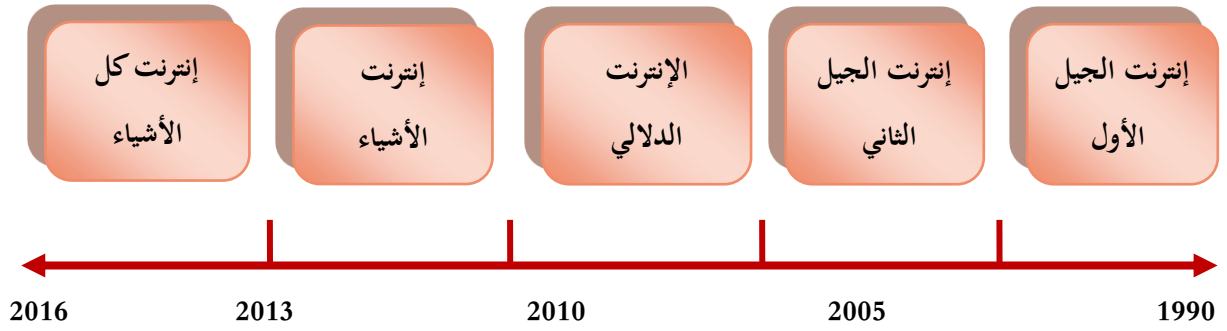 إنترنت الجيل
الأول
إنترنت الجيل
الثاني
الإنترنت
الدلالي
إنترنت
الأشياء
إنترنت كل
الأشياء
1990
2005
2010
2013
2016